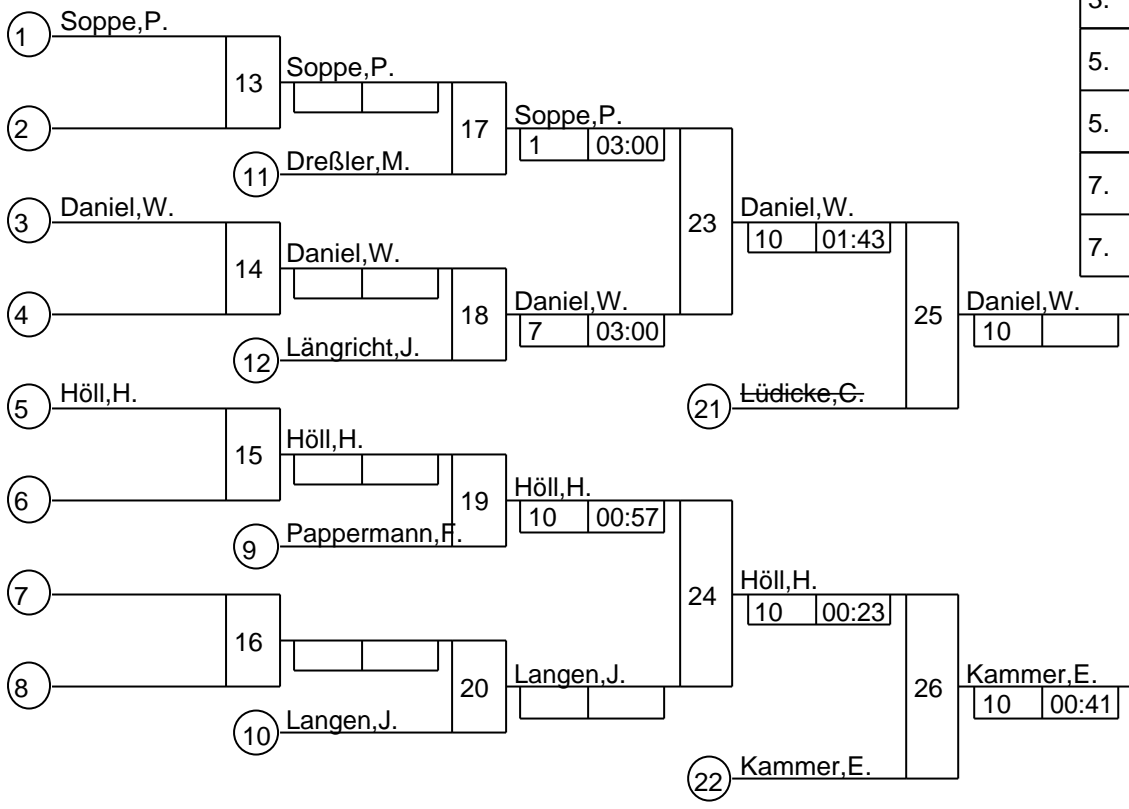 3.
1 Soppe,P.
5.
13 Soppe,P.
Soppe,P.
2 17 1 03:00
5.
11 Dreßler,M.
7.
3 Daniel,W.
23 Daniel,W.
10 01:43
14 Daniel,W.
7.
4 18 Daniel,W.
7 03:00
25 Daniel,W.
10
12 Längricht,J.
5 Höll,H.
21 Lüdicke,C.
15 Höll,H.
6 19 Höll,H.
10 00:57
9 Pappermann,F.
7
24 Höll,H.
10 00:23
16
8 20 Langen,J.
26 Kammer,E.
10 00:41
10 Langen,J.
22 Kammer,E.